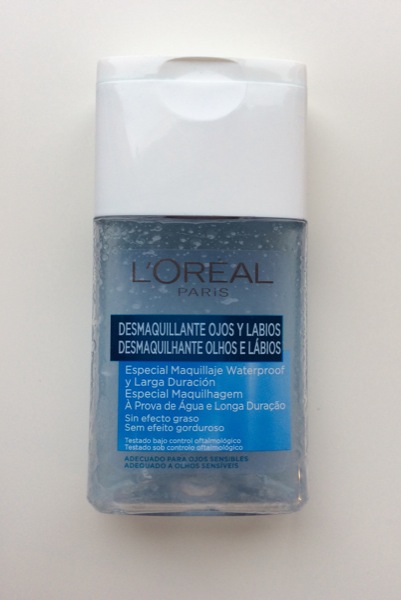 L'ORÉAL
PARIS
DESMAQUILLANTE OJOS Y LABIOS
DESMAQUILHANTE OLHOS E LÁBIOS
Especial Maquillaje Waterproof
y Larga Duración
Especial Maquilhagem
À Prova de Água e Longa Duração
Sin efecto graso
Sem efeito gorduroso
Testado bajo control oftalmológico
Testado sob controlo oftalmológico
ADECUADO PARA OJOS SENSIBLES
ADEQUADO A OLHOS SENSÍVEIS